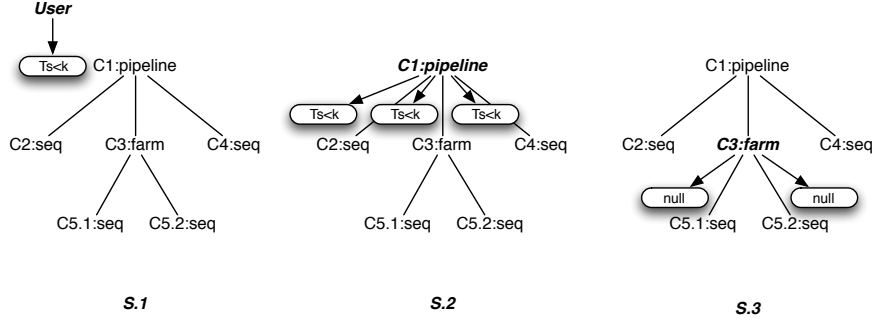 User
Ts<k
C1:pipeline
C2:seq
C3:farm
C4:seq
C5.1:seq
C5.2:seq
S.1
C1:pipeline
Ts<k
Ts<k
Ts<k
C2:seq
C3:farm
C4:seq
C5.1:seq
C5.2:seq
S.2
C1:pipeline
C2:seq
C3:farm
C4:seq
null
null
C5.1:seq
C5.2:seq
S.3